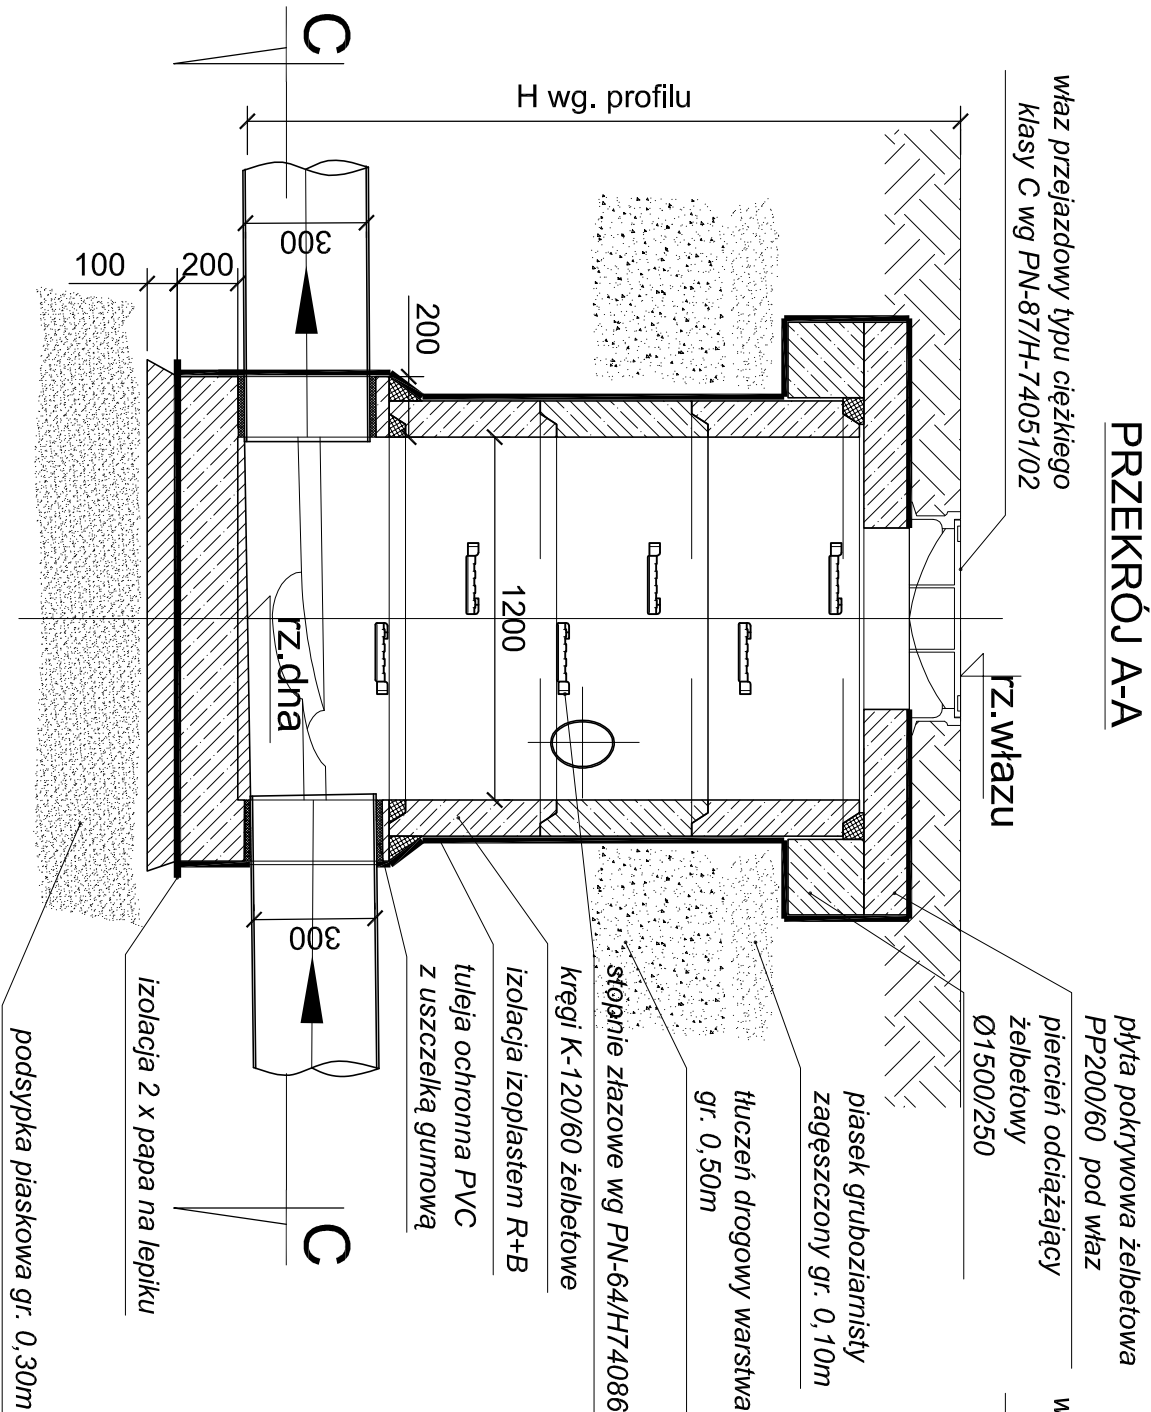 PRZEKRÓJ A-A
właz przejazdowy typu ciężkiego
klasy C wg PN-87/H-74051/02
rz.włazu
H wg. profilu
płyta pokrywowa żelbetowa
PP200/60 pod właz
piercień odciążający
żelbetowy
Ø1500/250
piasek gruboziarnisty
zagęszczony gr. 0,10m
tłuczeń drogowy warstwa
gr. 0,50m
stopnie złazowe wg PN-64/H74086
kręgi K-120/60 żelbetowe
izolacja izoplastem R+B
tuleja ochronna PVC
z uszczelką gumową
izolacja 2 x papa na lepiku
podsypka piaskowa gr. 0,30m
1200
200
300
300
200
100
rz.dna
C
C